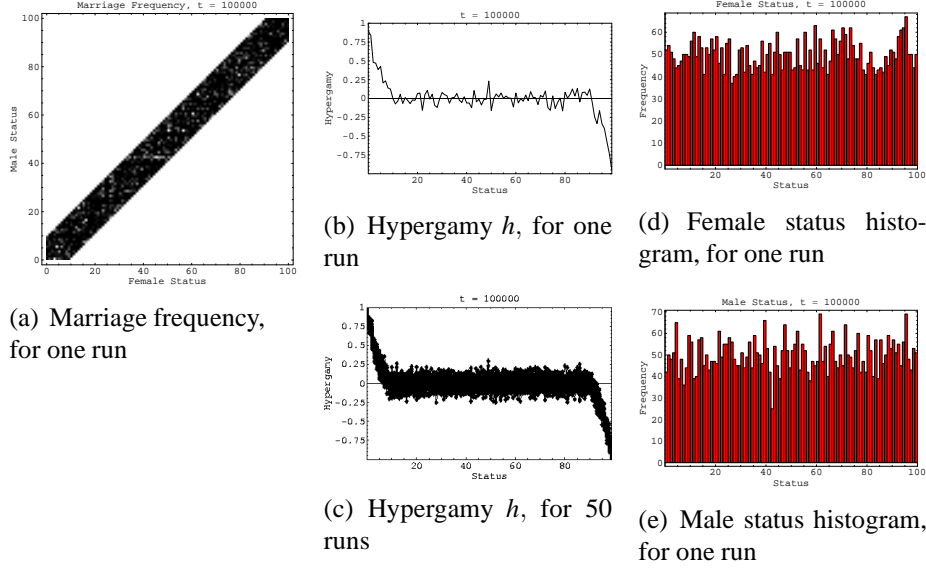 Marriage Frequency, t = 100000
100
80
60
40
20
0
Male Status
0 20 40 60 80 100
Female Status
(a) Marriage frequency,
for one run
t = 100000
1
0.75
0.5
0.25
0
-0.25
-0.5
-0.75
Hypergamy
20 40 60 80
Status
(b) Hypergamy h, for one
run
t = 100000
1
0.75
0.5
0.25
0
-0.25
-0.5
-0.75
Hypergamy
20 40 60 80
Status
(c) Hypergamy h, for 50
runs
Female Status, t = 100000
60
50
40
30
20
10
0
Frequency
20 40 60 80 100
Status
(d) Female status histo-
gram, for one run
Male Status, t = 100000
70
60
50
40
30
20
10
0
Frequency
20 40 60 80 100
Status
(e) Male status histogram,
for one run